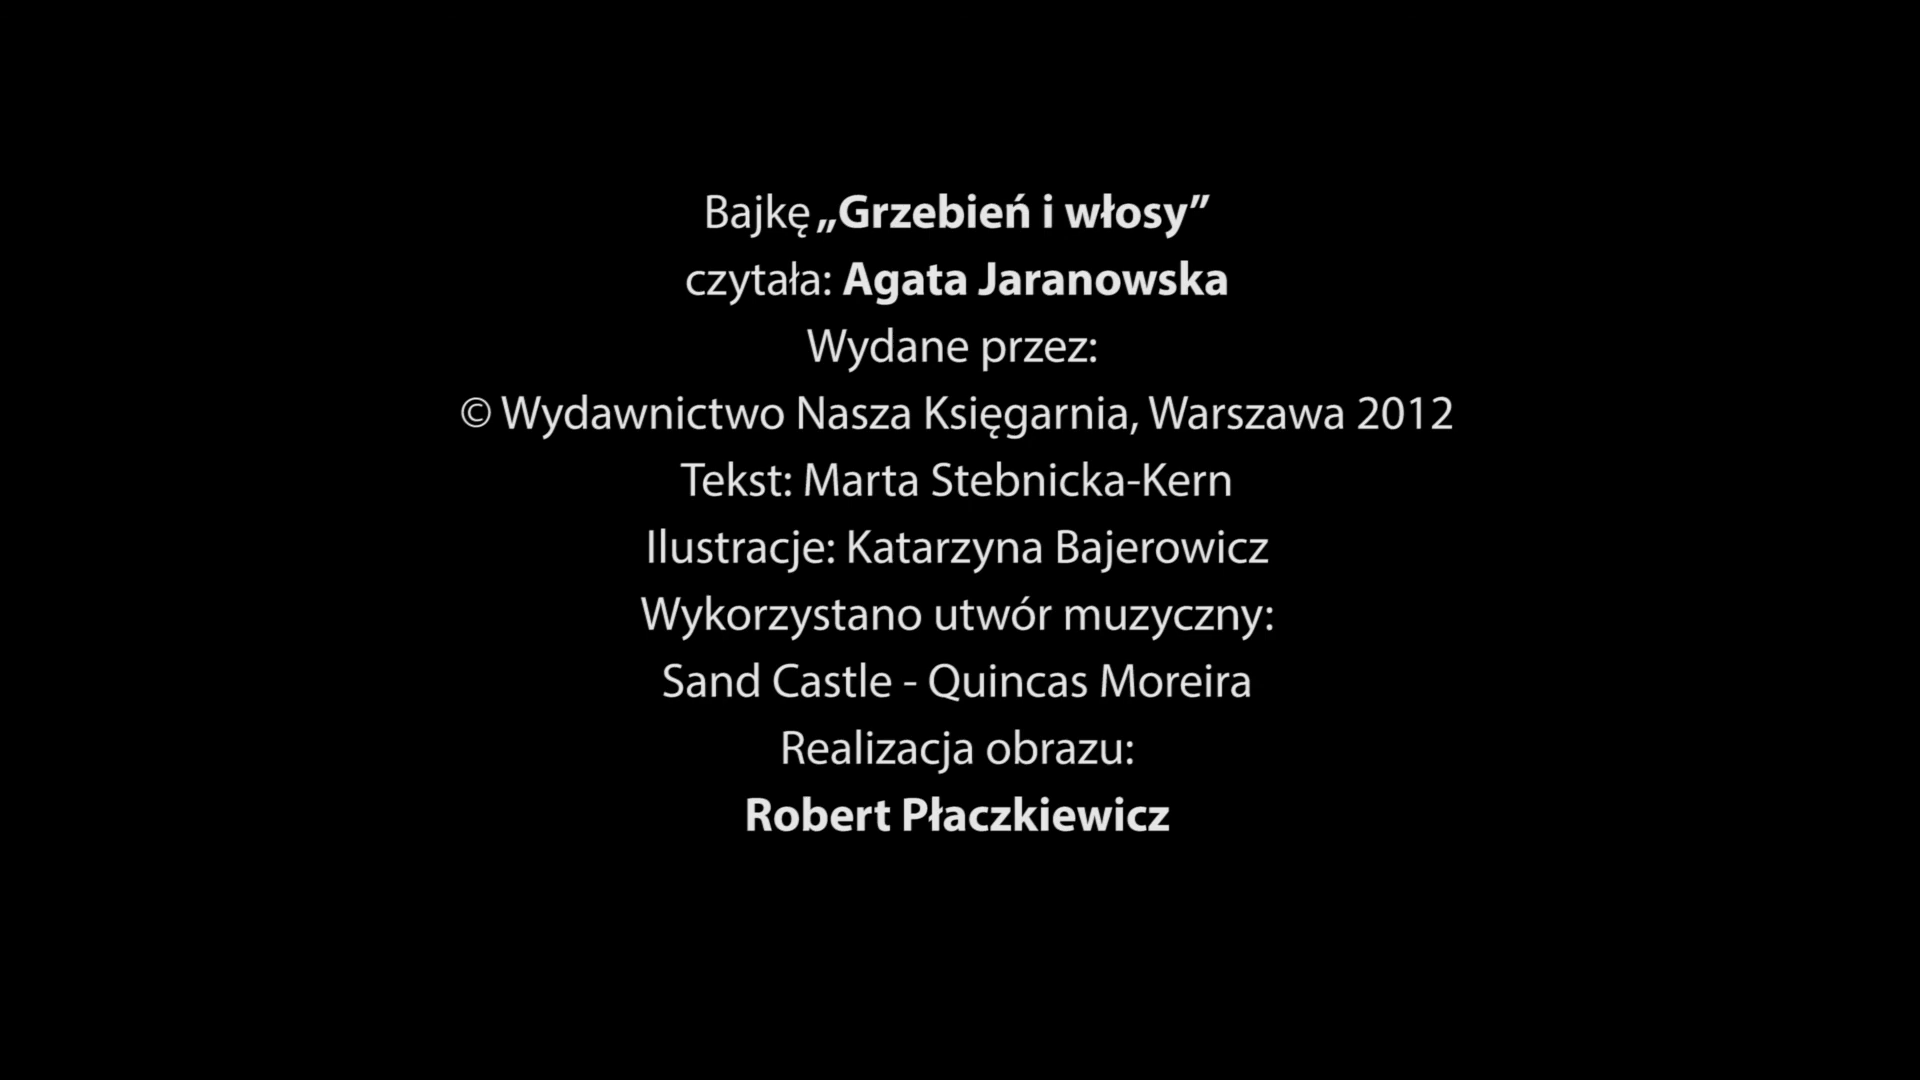 Bajkę „Grzebień i włosy”
czytała: Agata Jaranowska
Wydane przez:
© Wydawnictwo Nasza Księgarnia, Warszawa 2012
Tekst: Marta Stebnicka-Kern
Ilustracje: Katarzyna Bajerowicz
Wykorzystano utwór muzyczny:
Sand Castle - Quincas Moreira
Realizacja obrazu:
Robert Płaczkiewicz